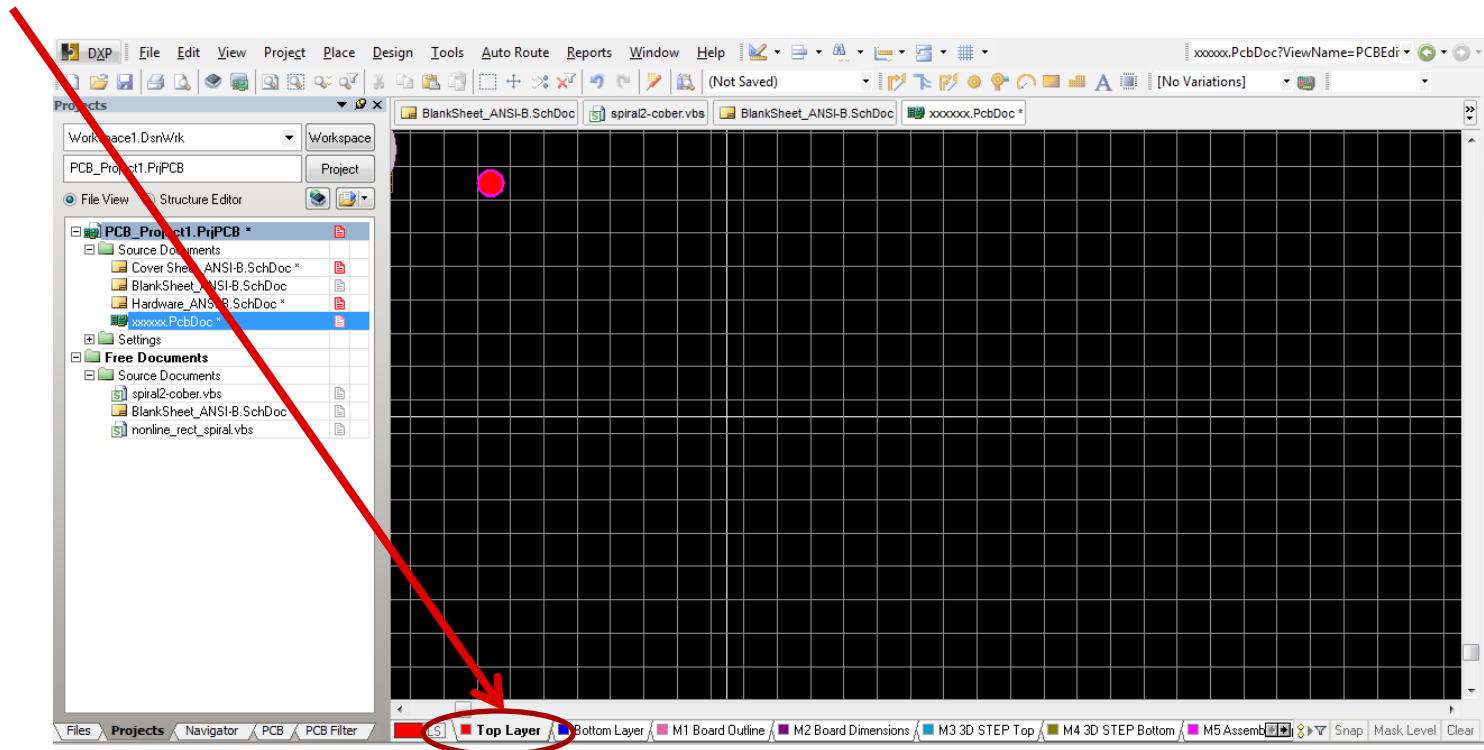 DXP File Edit View Project Place Design Tools Auto Route Reports Window Help xxxxxx.PcbDoc?ViewName=PCBEdir
(Not Saved) A [No Variations]
Projects
BlankSheet_ANSI-B.SchDoc spiral2-cober.vbs BlankSheet_ANSI-B.SchDoc xxxxxx.PcbDoc *
Workspace1.DsnWrk Workspace
PCB_Project1.PrjPCB Project
File View Structure Editor
PCB_Project1.PrjPCB *
Source Documents
Cover Sheet_ANSI-B.SchDoc *
BlankSheet_ANSI-B.SchDoc
Hardware_ANSI-B.SchDoc *
xxxxxx.PcbDoc *
Settings
Free Documents
Source Documents
spiral2-cober.vbs
BlankSheet_ANSI-B.SchDoc
nonline_rect_spiral.vbs
Files Projects Navigator PCB PCB Filter LS Top Layer Bottom Layer M1 Board Outline M2 Board Dimensions M3 3D STEP Top M4 3D STEP Bottom M5 Assemb Snap Mask Level Clear